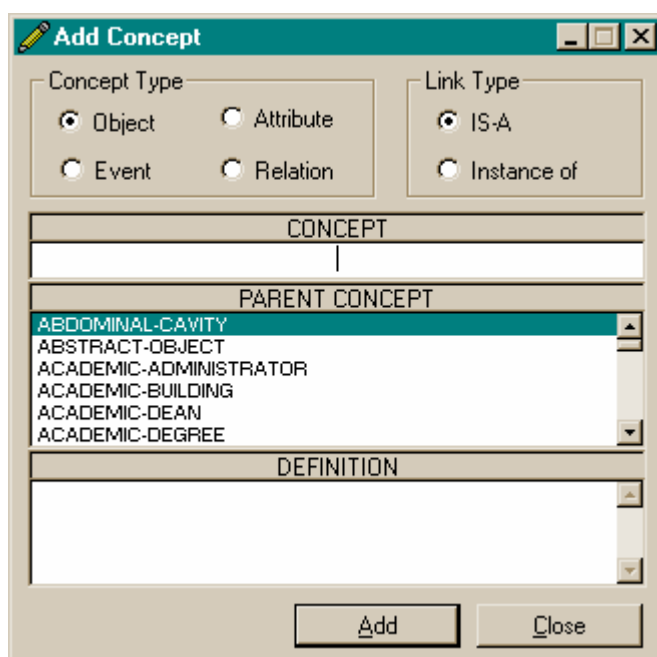 Add Concept
Concept Type
Link Type
Object
Attribute
IS-A
Event
Relation
Instance of
CONCEPT
PARENT CONCEPT
ABDOMINAL-CAVITY
ABSTRACT-OBJECT
ACADEMIC-ADMINISTRATOR
ACADEMIC-BUILDING
ACADEMIC-DEAN
ACADEMIC-DEGREE
DEFINITION
Add
Close